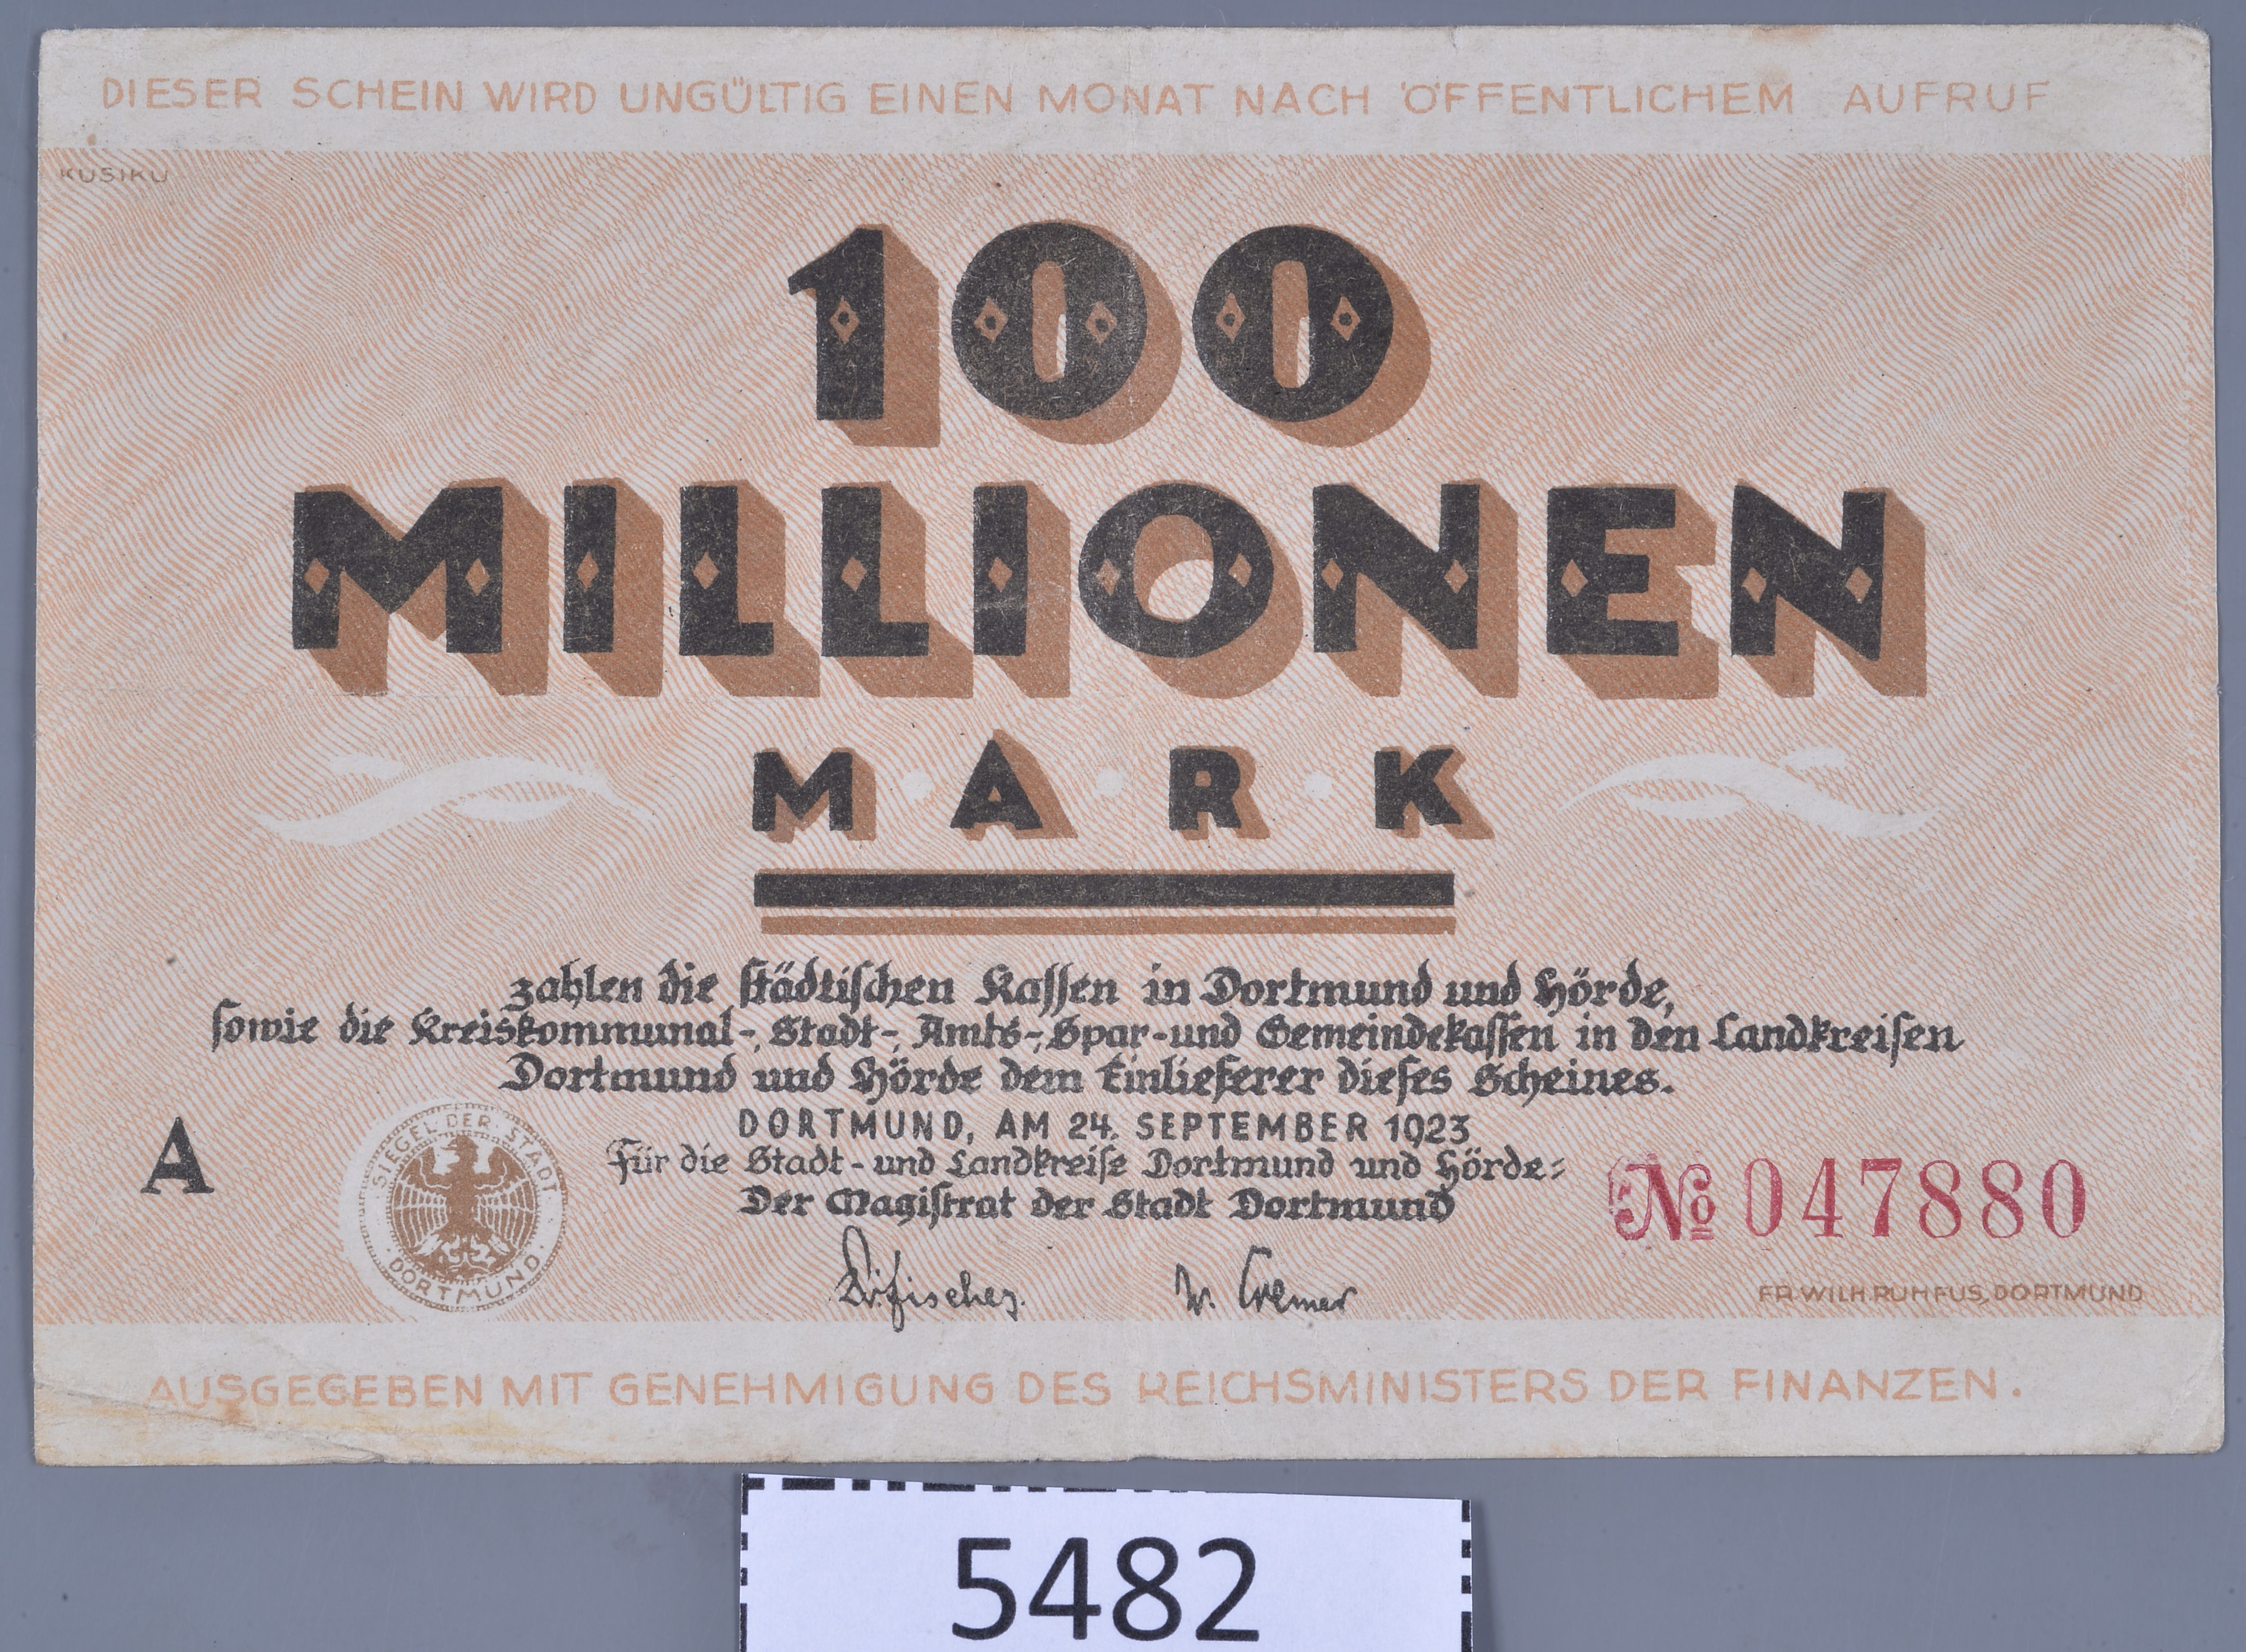 DIESER SCHEIN WIRD UNGÜLTIG EINEN MONAT NACH ÖFFENTLICHEM AUFRUF
KUSIKU
100
MILLIONEN
M·A·R·K
zahlen die städtischen Kassen in Dortmund und Hörde,
sowie die Kreiskommunal-, Stadt-, Amts-, Spar- und Gemeindekassen in den Landkreisen
Dortmund und Hörde dem Einlieferer dieses Scheines.
DORTMUND, AM 24. SEPTEMBER 1923
Für die Stadt- und Landkreise Dortmund und Hörde:
Der Magistrat der Stadt Dortmund
A
SIEGEL·DER·STADT·DORTMUND·
№ 047880
Cremer
FR. WILH. RUHFUS, DORTMUND
AUSGEGEBEN MIT GENEHMIGUNG DES REICHSMINISTERS DER FINANZEN.
5482